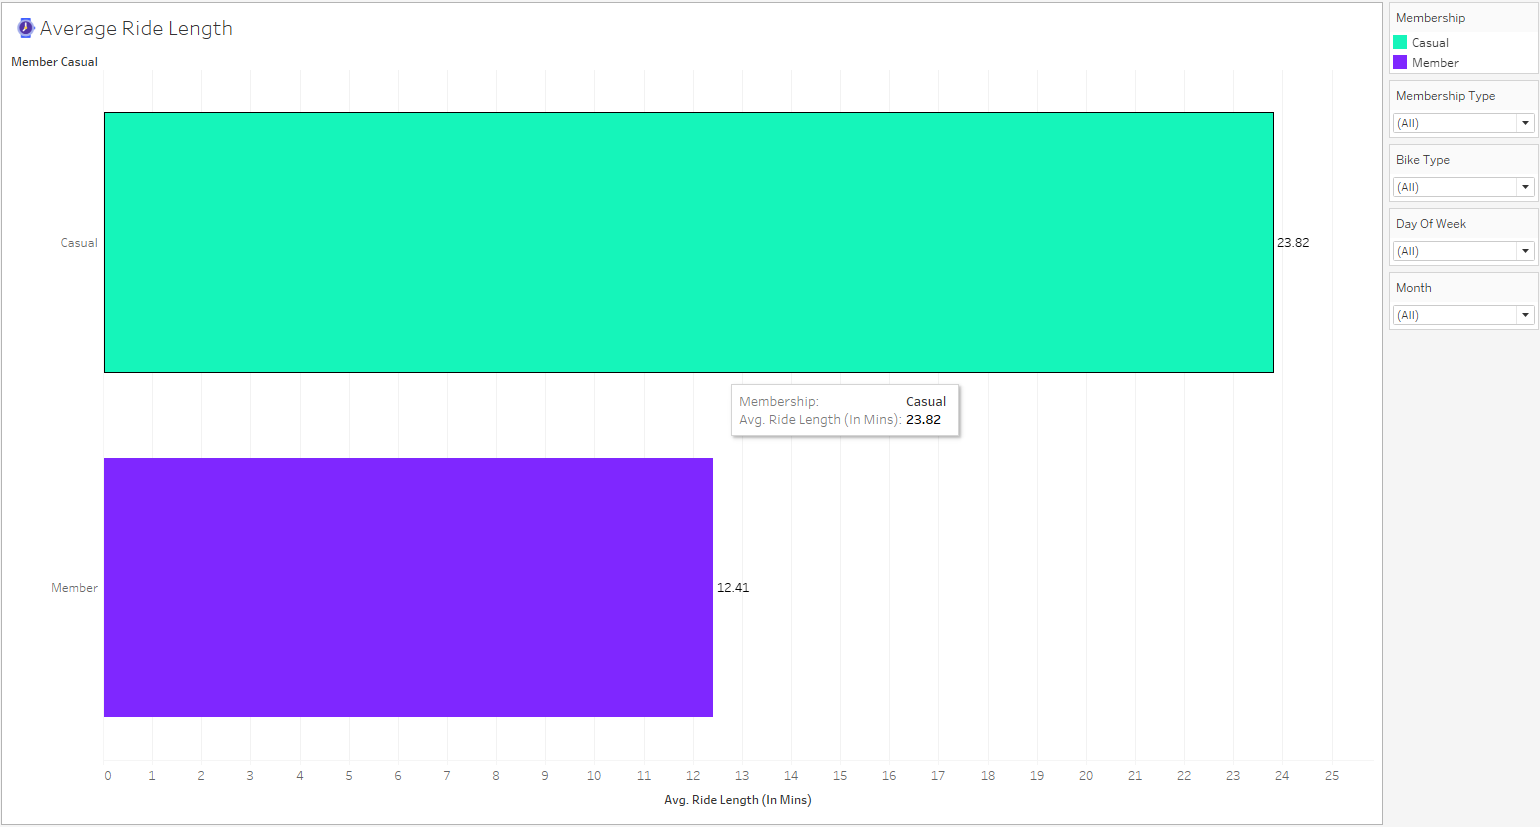 Average Ride Length
Member Casual
Casual
23.82
Membership: Casual
Avg. Ride Length (In Mins): 23.82
Member
12.41
0 1 2 3 4 5 6 7 8 9 10 11 12 13 14 15 16 17 18 19 20 21 22 23 24 25
Avg. Ride Length (In Mins)
Membership
Casual
Member
Membership Type
(All)
Bike Type
(All)
Day Of Week
(All)
Month
(All)